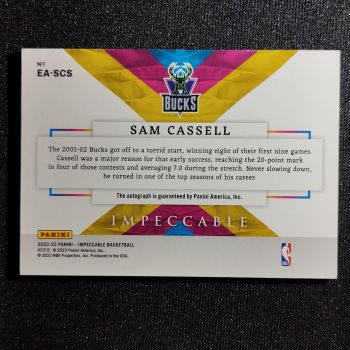 Nº
EA-SCS
BUCKS
SAM CASSELL
The 2001-02 Bucks got off to a torrid start, winning eight of their first nine games.
Cassell was a major reason for that early success, reaching the 20-point mark
in four of those contests and averaging 7.0 during the stretch. Never slowing down,
he turned in one of the top seasons of his career.
The autograph is guaranteed by Panini America, Inc.
IMPECCABLE
PANINI
2022-23 PANINI - IMPECCABLE BASKETBALL
© 2023 Panini America, Inc.
© 2023 NBA Properties, Inc. Produced in the USA.